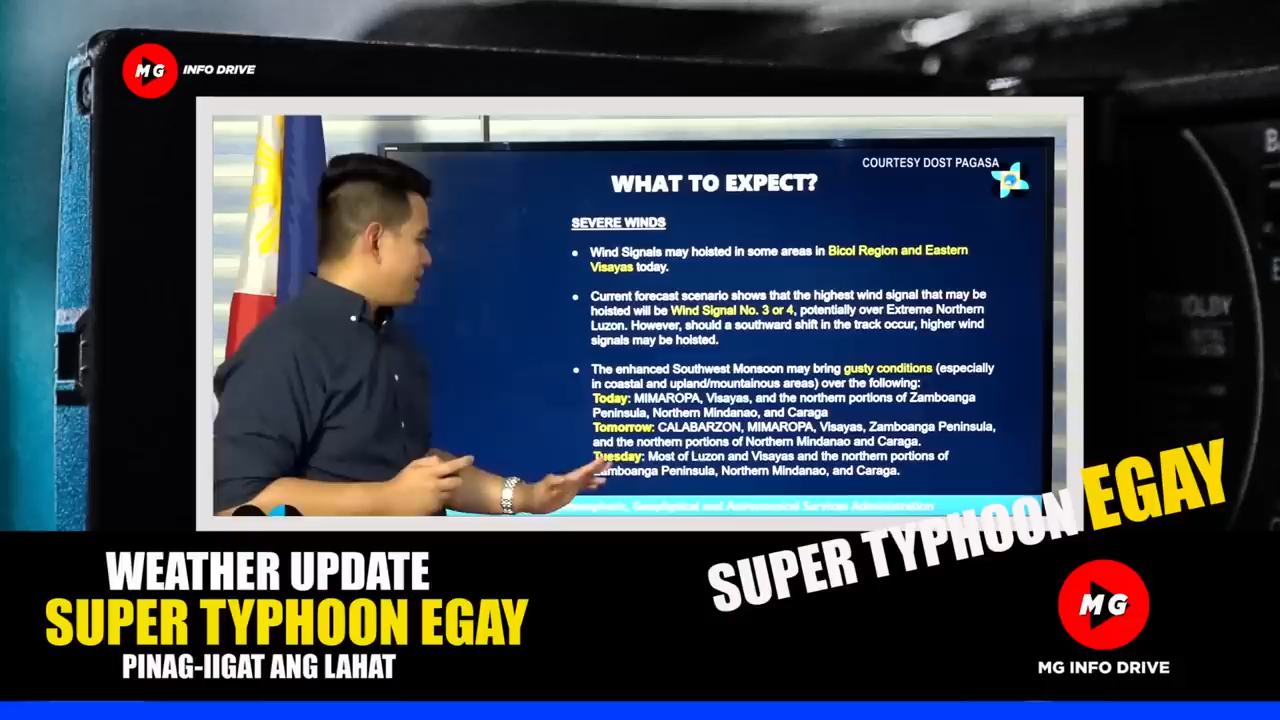 MG INFO DRIVE
COURTESY DOST PAGASA
WHAT TO EXPECT?
SEVERE WINDS
• Wind Signals may hoisted in some areas in Bicol Region and Eastern
Visayas today.
• Current forecast scenario shows that the highest wind signal that may be
hoisted will be Wind Signal No. 3 or 4, potentially over Extreme Northern
Luzon. However, should a southward shift in the track occur, higher wind
signals may be hoisted.
• The enhanced Southwest Monsoon may bring gusty conditions (especially
in coastal and upland/mountainous areas) over the following:
Today: MIMAROPA, Visayas, and the northern portions of Zamboanga
Peninsula, Northern Mindanao, and Caraga
Tomorrow: CALABARZON, MIMAROPA, Visayas, Zamboanga Peninsula,
and the northern portions of Northern Mindanao and Caraga.
Tuesday: Most of Luzon and Visayas and the northern portions of
Zamboanga Peninsula, Northern Mindanao, and Caraga.
Geophysical and Astronomical Services Administration
SUPER TYPHOON EGAY
WEATHER UPDATE
SUPER TYPHOON EGAY
PINAG-IIGAT ANG LAHAT
MG
MG INFO DRIVE